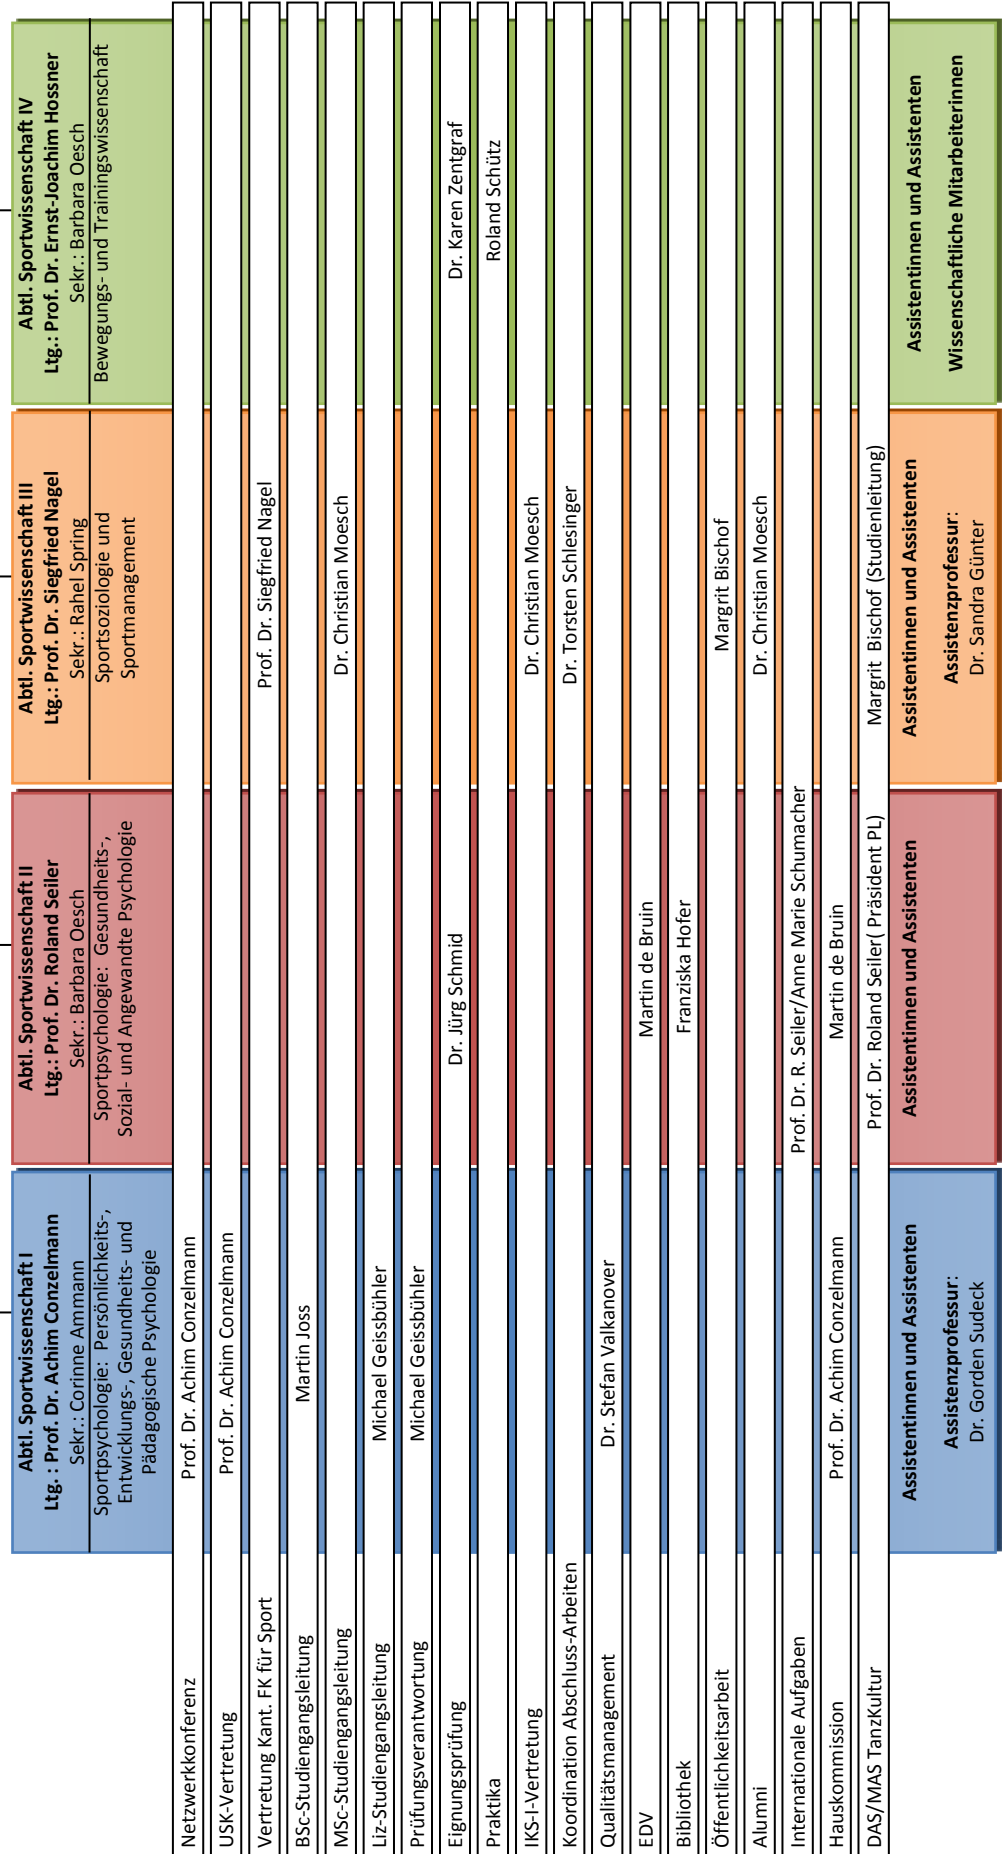 Abtl. Sportwissenschaft I
Ltg. : Prof. Dr. Achim Conzelmann
Sekr.: Corinne Ammann
Sportpsychologie:  Persönlichkeits-,
Entwicklungs-, Gesundheits- und
Pädagogische Psychologie
Abtl. Sportwissenschaft II
Ltg.: Prof. Dr. Roland Seiler
Sekr.: Barbara Oesch
Sportpsychologie:  Gesundheits-,
Sozial- und Angewandte Psychologie
Abtl. Sportwissenschaft III
Ltg.: Prof. Dr. Siegfried Nagel
Sekr.: Rahel Spring
Sportsoziologie und
Sportmanagement
Abtl. Sportwissenschaft IV
Ltg.: Prof. Dr. Ernst-Joachim Hossner
Sekr.: Barbara Oesch
Bewegungs- und Trainingswissenschaft
Netzwerkkonferenz Prof. Dr. Achim Conzelmann
USK-Vertretung Prof. Dr. Achim Conzelmann
Vertretung Kant. FK für Sport Prof. Dr. Siegfried Nagel
BSc-Studiengangsleitung Martin Joss
MSc-Studiengangsleitung Dr. Christian Moesch
Liz-Studiengangsleitung Michael Geissbühler
Prüfungsverantwortung Michael Geissbühler
Eignungsprüfung Dr. Jürg Schmid Dr. Karen Zentgraf
Praktika Roland Schütz
IKS-I-Vertretung Dr. Christian Moesch
Koordination Abschluss-Arbeiten Dr. Torsten Schlesinger
Qualitätsmanagement Dr. Stefan Valkanover
EDV Martin de Bruin
Bibliothek Franziska Hofer
Öffentlichkeitsarbeit Margrit Bischof
Alumni Dr. Christian Moesch
Internationale Aufgaben Prof. Dr. R. Seiler/Anne Marie Schumacher
Hauskommission Prof. Dr. Achim Conzelmann Martin de Bruin
DAS/MAS TanzKultur Prof. Dr. Roland Seiler( Präsident PL) Margrit  Bischof (Studienleitung)
Assistentinnen und Assistenten
Assistenzprofessur:
Dr. Gorden Sudeck
Assistentinnen und Assistenten
Assistentinnen und Assistenten
Assistenzprofessur:
Dr. Sandra Günter
Assistentinnen und Assistenten
Wissenschaftliche Mitarbeiterinnen